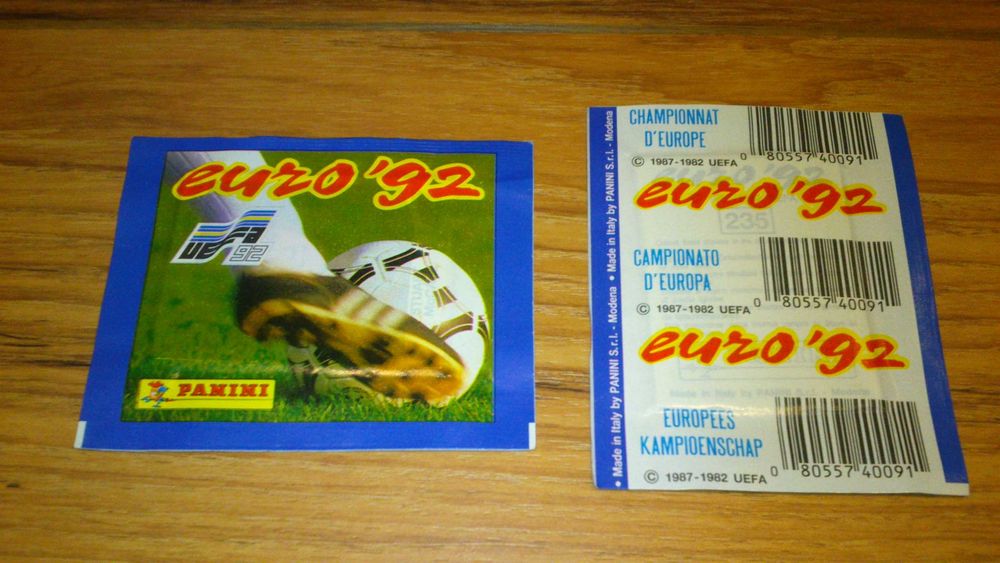 euro '92
UEFA
92
PANINI
Made in Italy by PANINI S.r.l. - Modena • Made in Italy by PANINI S.r.l. - Modena
CHAMPIONNAT
D'EUROPE
© 1987-1982 UEFA
0 80557 40091
euro '92
235
CAMPIONATO
D'EUROPA
© 1987-1982 UEFA
0 80557 40091
euro '92
EUROPEES
KAMPIOENSCHAP
© 1987-1982 UEFA
0 80557 40091